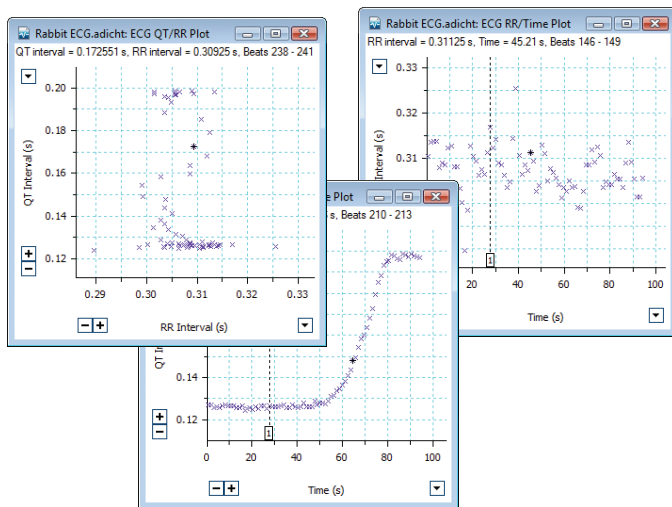 Rabbit ECG.adicht: ECG QT/RR Plot
QT interval = 0.172551 s, RR interval = 0.30925 s, Beats 238 - 241
0.20
0.18
0.16
0.14
0.12
QT Interval (s)
0.29
0.30
0.31
0.32
0.33
RR Interval (s)
Rabbit ECG.adicht: ECG RR/Time Plot
RR interval = 0.31125 s, Time = 45.21 s, Beats 146 - 149
0.33
0.32
0.31
1
20
40
60
80
100
Time (s)
Plot
s, Beats 210 - 213
0.14
0.12
QT
1
0
20
40
60
80
100
Time (s)